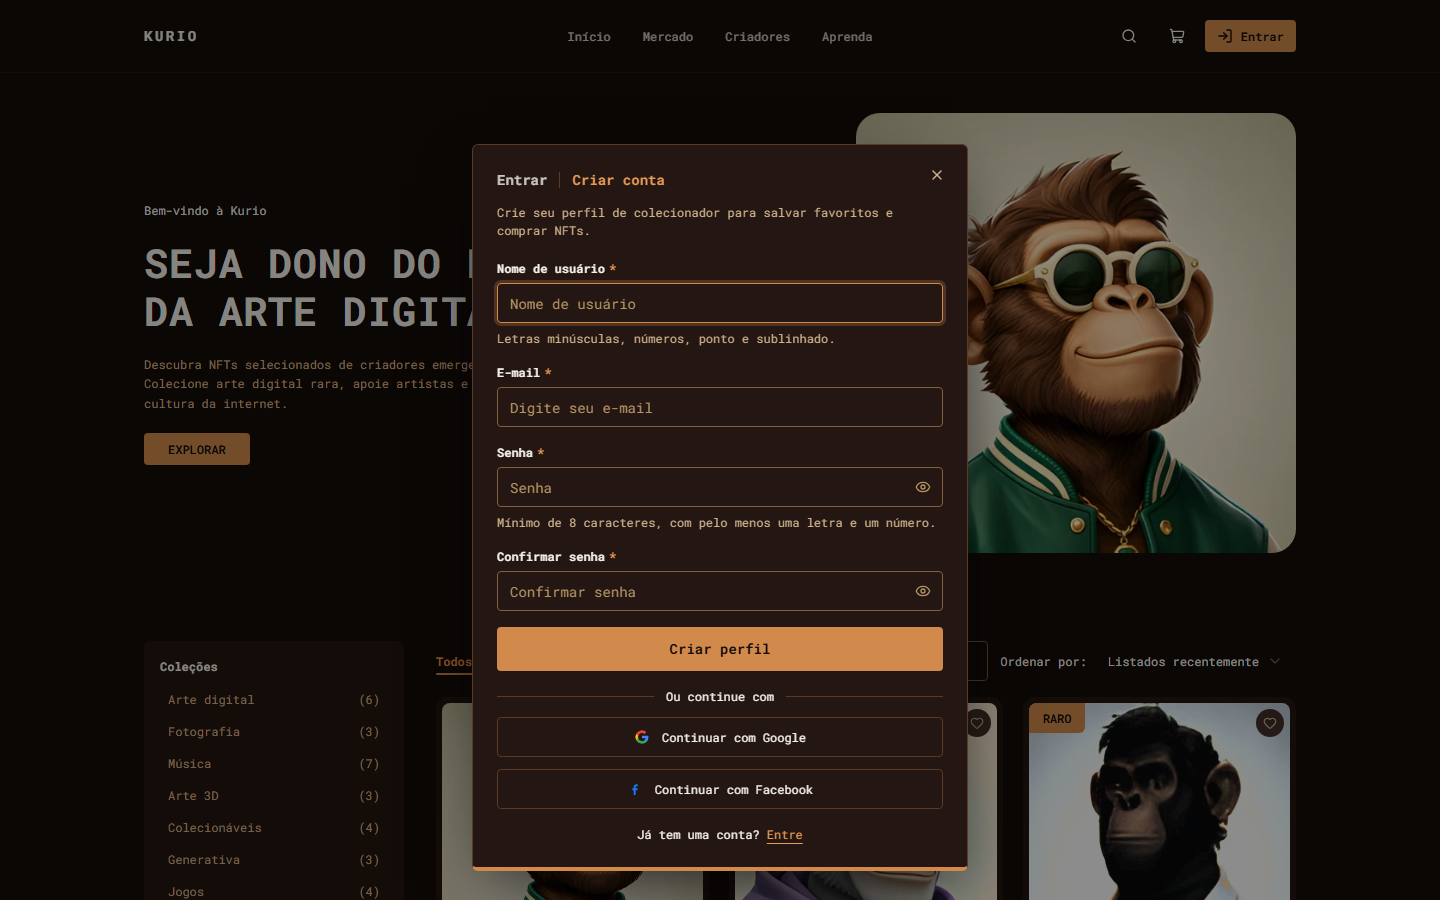 KURIO
Início
Mercado
Criadores
Aprenda
Entrar
Bem-vindo à Kurio
SEJA DONO DO
DA ARTE DIGIT
Descubra NFTs selecionados de criadores
Colecione arte digital rara, apoie artistas e
cultura da internet.
EXPLORAR
Entrar
Criar conta
Crie seu perfil de colecionador para salvar favoritos e
comprar NFTs.
Nome de usuário *
Nome de usuário
Letras minúsculas, números, ponto e sublinhado.
E-mail *
Digite seu e-mail
Senha *
Senha
Mínimo de 8 caracteres, com pelo menos uma letra e um número.
Confirmar senha *
Confirmar senha
Criar perfil
Ou continue com
Continuar com Google
Continuar com Facebook
Já tem uma conta? Entre
Coleções
Arte digital (6)
Fotografia (3)
Música (7)
Arte 3D (3)
Colecionáveis (4)
Generativa (3)
Jogos (4)
Todos
Ordenar por: Listados recentemente
RARO